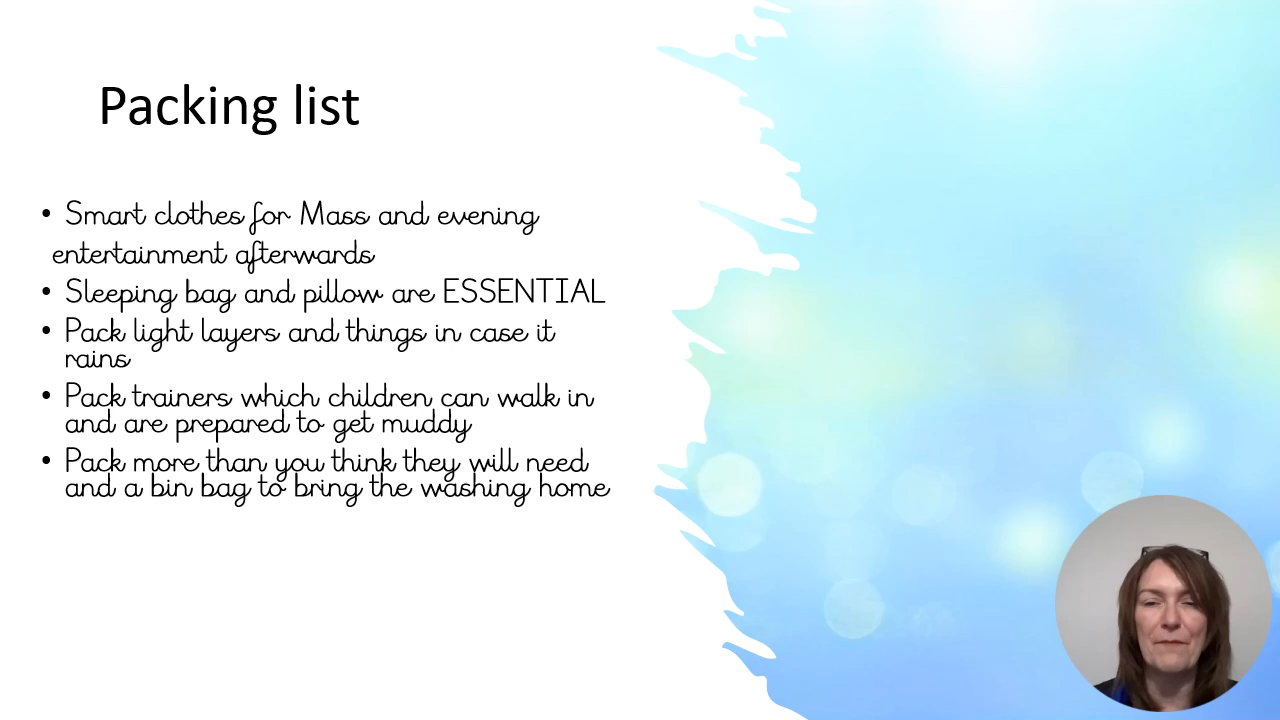 Packing list
• Smart clothes for Mass and evening
entertainment afterwards
• Sleeping bag and pillow are ESSENTIAL
• Pack light layers and things in case it
rains
• Pack trainers which children can walk in
and are prepared to get muddy
• Pack more than you think they will need
and a bin bag to bring the washing home